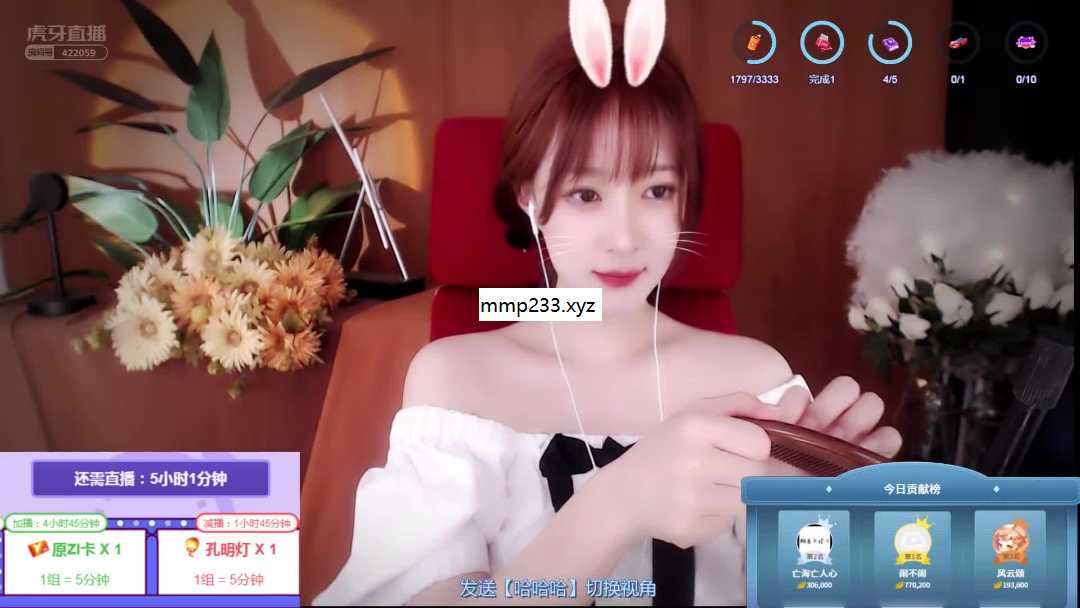 虎牙直播
房间号 422059
1797/3333
完成1
4/5
0/1
0/10
mmp233.xyz
还需直播：5小时1分钟
加播：4小时45分钟
减播：1小时45分钟
原ZI卡 X 1
孔明灯 X 1
1组 = 5分钟
1组 = 5分钟
发送【哈哈哈】切换视角
今日贡献榜
第2名
第1名
第3名
亡海亡人心
闹不闹
风云颂
306,000
778,200
193,600